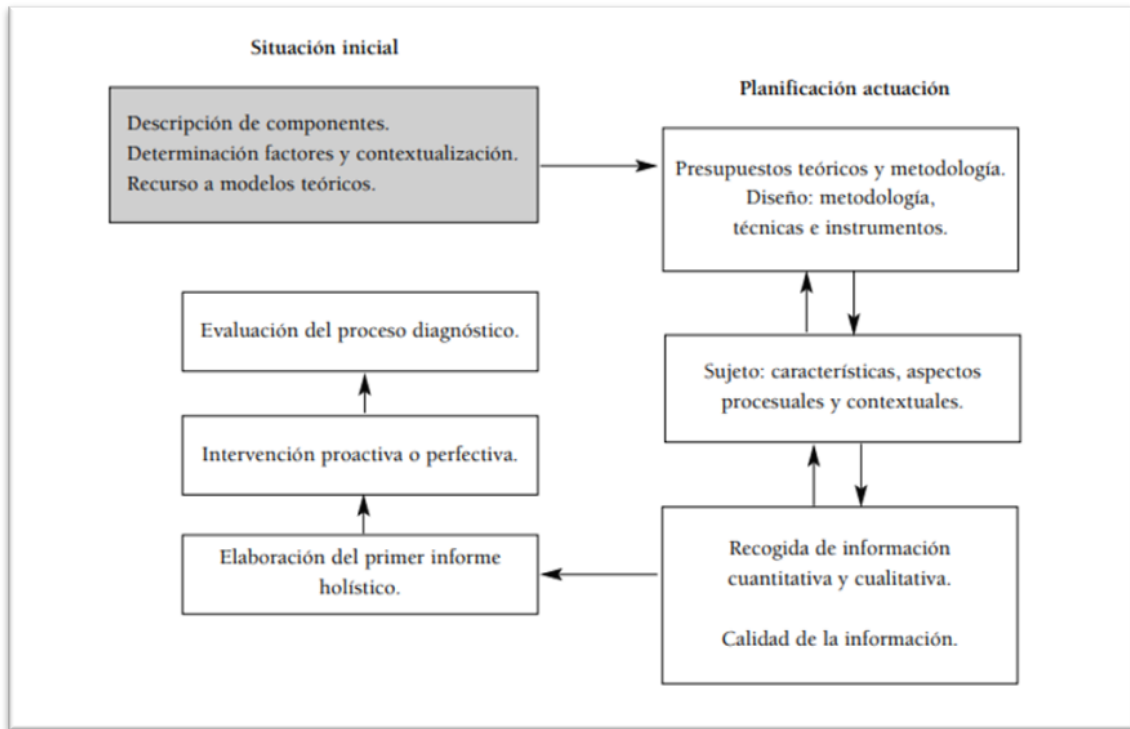 Situación inicial
Descripción de componentes.
Determinación factores y contextualización.
Recurso a modelos teóricos.
Planificación actuación
Presupuestos teóricos y metodología.
Diseño: metodología,
técnicas e instrumentos.
Sujeto: características, aspectos
procesuales y contextuales.
Recogida de información
cuantitativa y cualitativa.
Calidad de la información.
Elaboración del primer informe
holístico.
Intervención proactiva o perfectiva.
Evaluación del proceso diagnóstico.